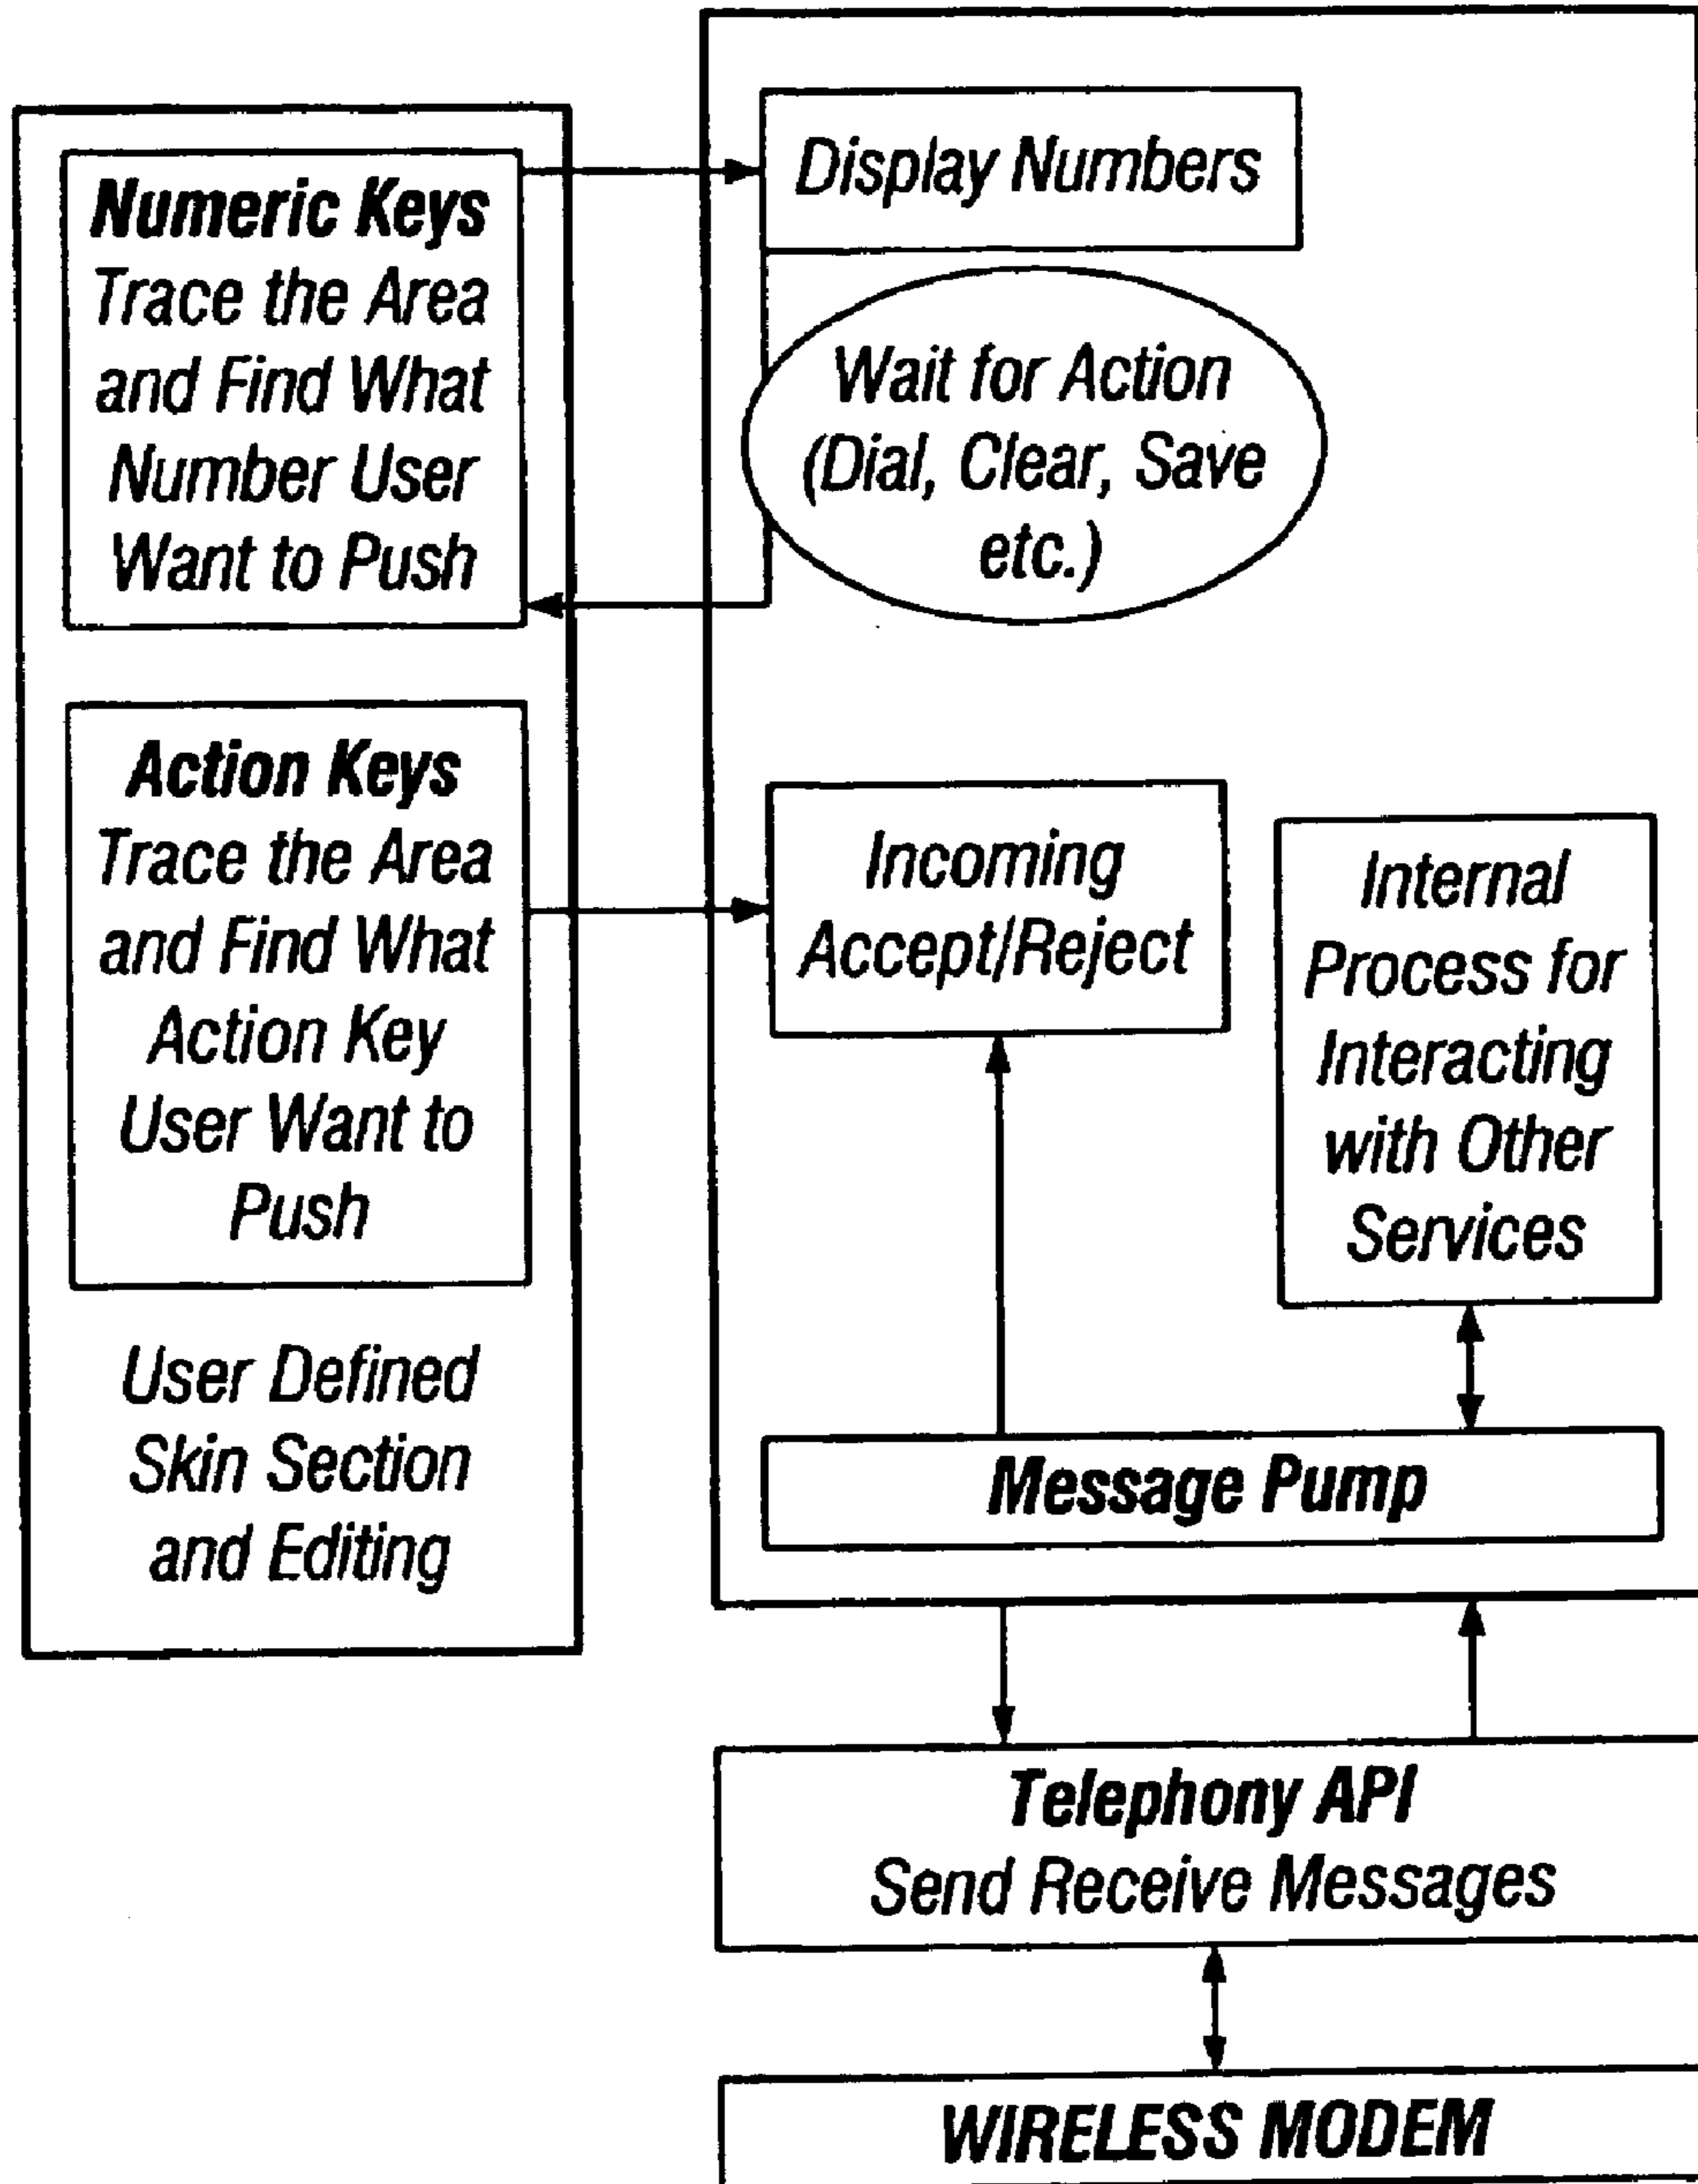 Numeric Keys
Trace the Area
and Find What
Number User
Want to Push
Action Keys
Trace the Area
and Find What
Action Key
User Want to
Push
User Defined
Skin Section
and Editing
Display Numbers
Wait for Action
(Dial, Clear, Save
etc.)
Incoming
Accept/Reject
Internal
Process for
Interacting
with Other
Services
Message Pump
Telephony API
Send Receive Messages
WIRELESS MODEM